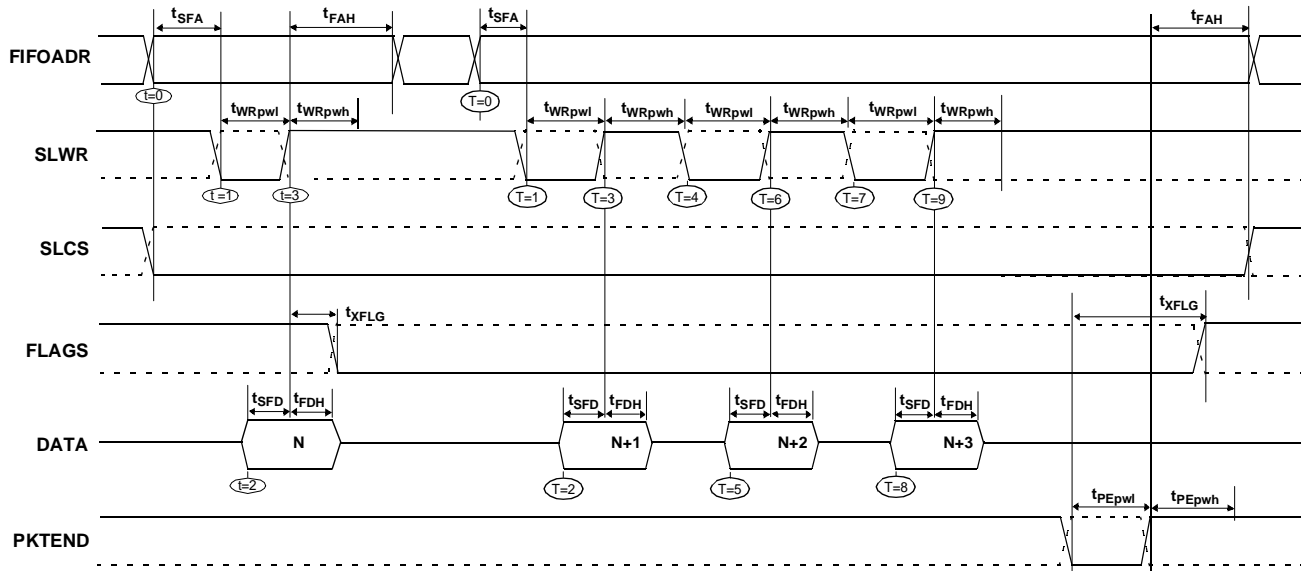 tSFA tFAH tSFA tFAH
FIFOADR
t=0 T=0
tWRpwl tWRpwh tWRpwl tWRpwh tWRpwl tWRpwh tWRpwl tWRpwh
SLWR
t =1 t=3 T=1 T=3 T=4 T=6 T=7 T=9
SLCS
tXFLG tXFLG
FLAGS
tSFD tFDH tSFD tFDH tSFD tFDH tSFD tFDH
DATA N N+1 N+2 N+3
t=2 T=2 T=5 T=8
tPEpwl tPEpwh
PKTEND